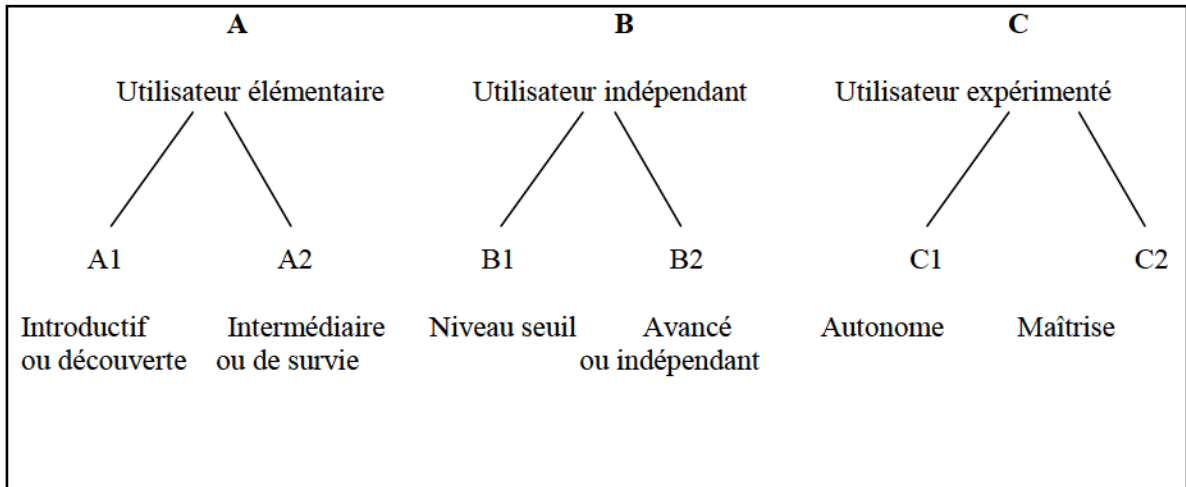 A B C
Utilisateur élémentaire Utilisateur indépendant Utilisateur expérimenté
A1 A2 B1 B2 C1 C2
Introductif Intermédiaire Niveau seuil Avancé Autonome Maîtrise
ou découverte ou de survie ou indépendant